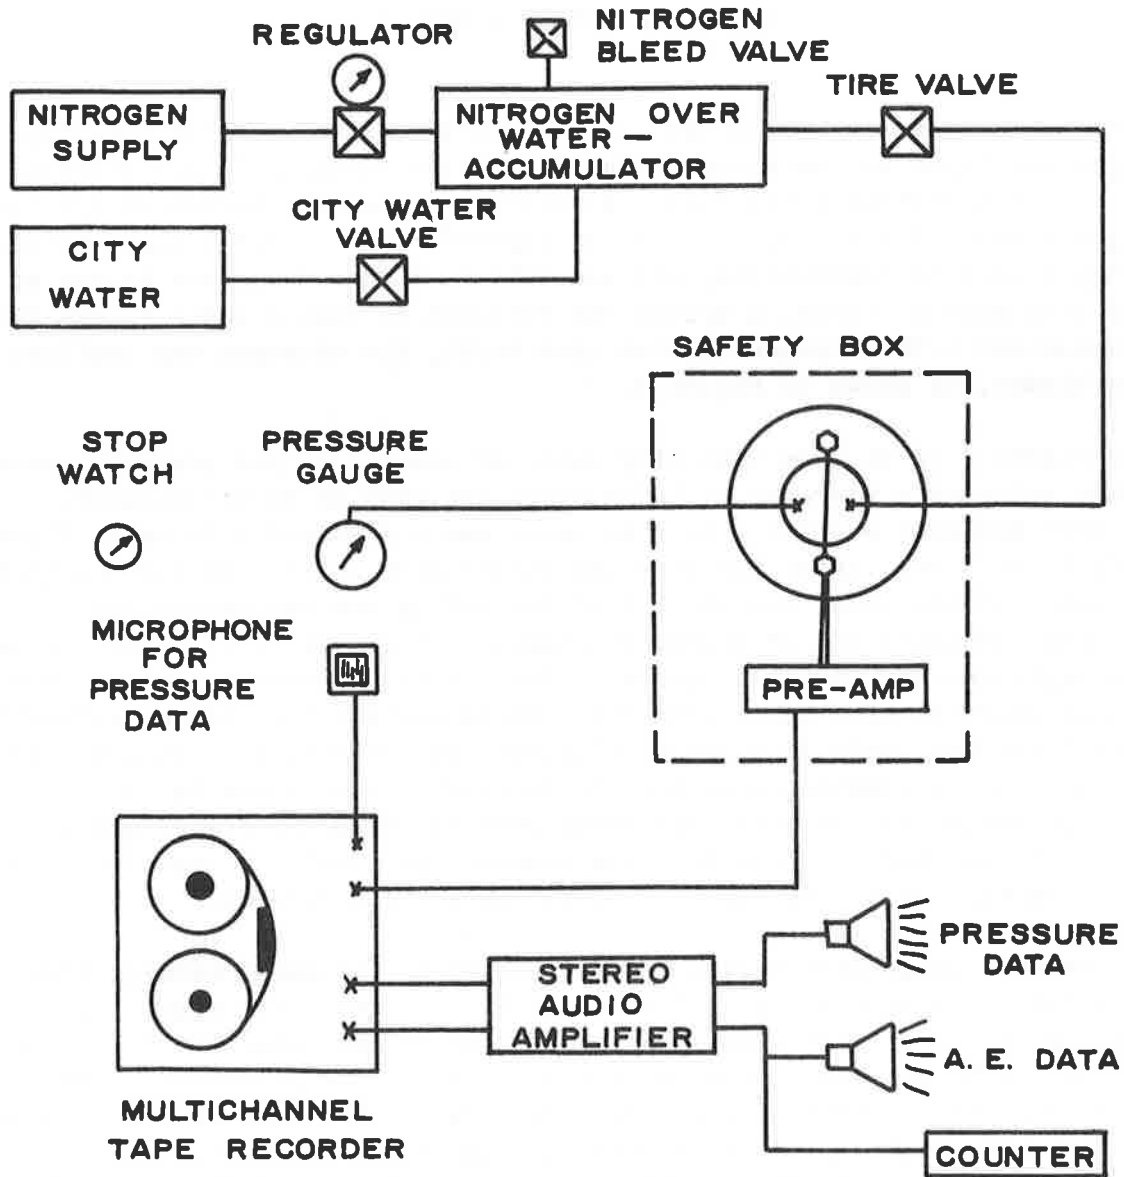 REGULATOR
NITROGEN
BLEED VALVE
TIRE VALVE
NITROGEN
SUPPLY
NITROGEN OVER
WATER —
ACCUMULATOR
CITY WATER
VALVE
CITY
WATER
SAFETY BOX
STOP
WATCH
PRESSURE
GAUGE
MICROPHONE
FOR
PRESSURE
DATA
PRE-AMP
STEREO
AUDIO
AMPLIFIER
PRESSURE
DATA
A. E. DATA
MULTICHANNEL
TAPE RECORDER
COUNTER